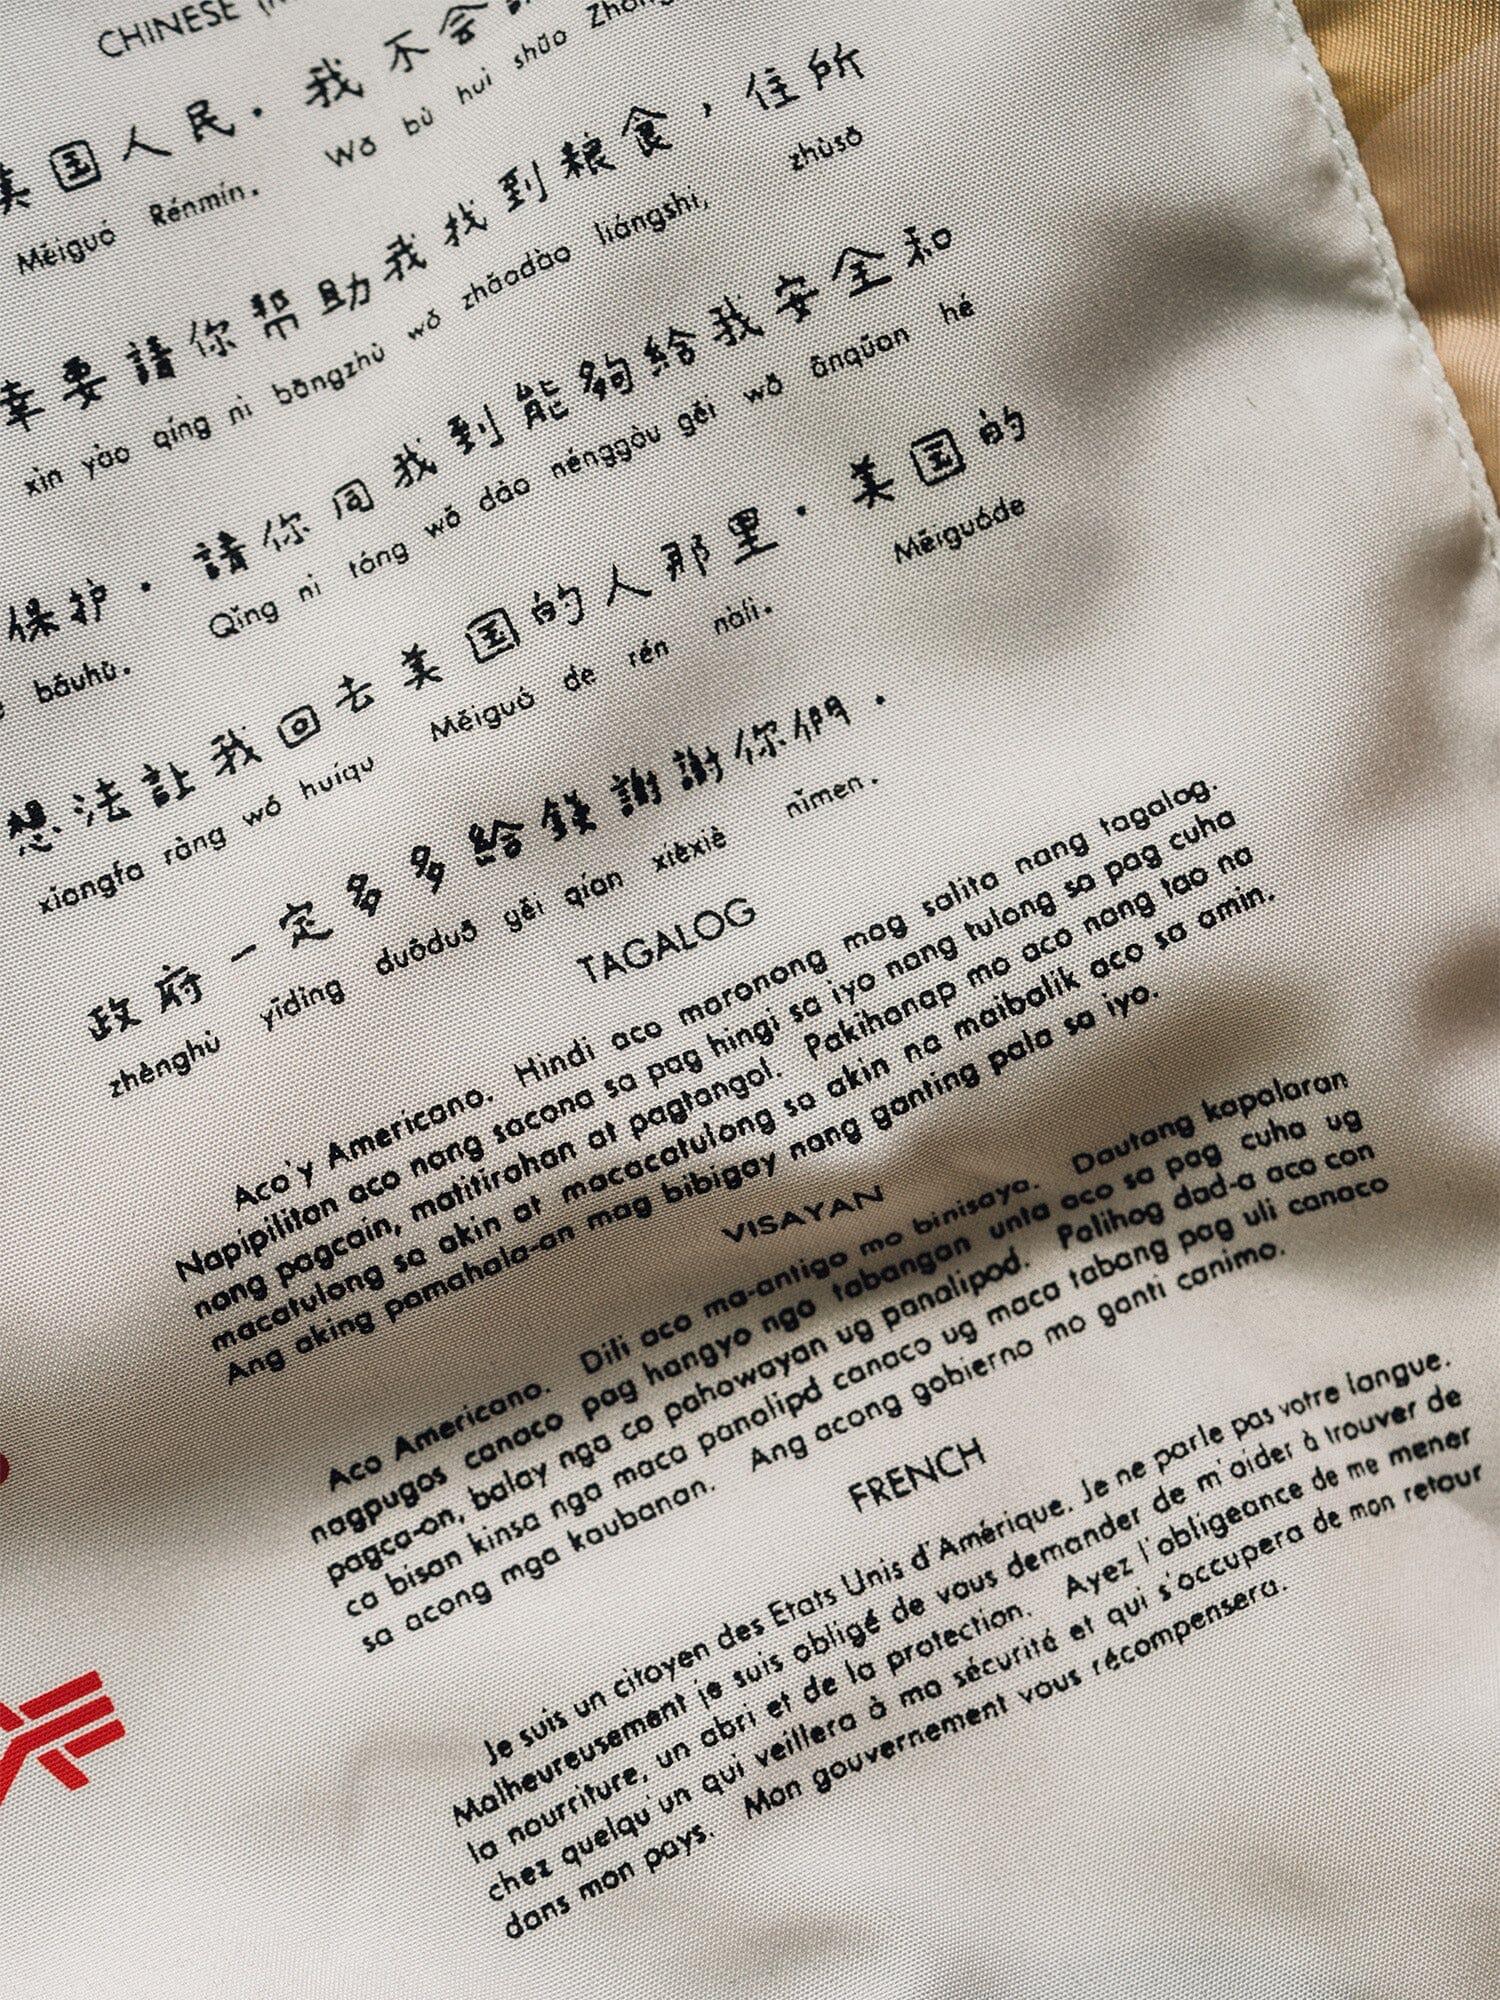 CHINESE
美国人民. 我不会
Měiguó Rénmín. Wǒ bù huì shūo
幸要請你帮助我找到粮食, 住所
xìn yào qíng ni bāngzhù wǒ zhǎodào liángshi, zhùsǒ
保护. 請你同我到能夠給我安全和
bǎuhù. Qǐng ni tóng wǒ dào nénggòu gěi wǒ ānqúan hé
想法訁上我回去美国的人那里. 美国的
xiangfa ràng wǒ huíqu Měiguó de rén nàli. Měiguóde
政府一定多多給錢謝謝你們.
zhènghǔ yīding duōduō gěi qían xièxiè nǐmen.
TAGALOG
Aco'y Americano. Hindi aco maronong mag salita nang tagalog.
Napipilitan aco nang sacona sa pag hingi sa iyo nang tulong sa pag cuha
nang pagcain, matitirahan at pagtangol. Pakihanap mo aco nang tao na
macatulong sa akin at macacatulong sa akin na maibalik aco sa amin.
Ang aking pamahala-an mag bibigay nang ganting pala sa iyo.
VISAYAN
Aco Americano. Dili aco ma-antigo mo binisaya. Dautang kapalaran
nagpugos canaco pag hangyo nga tabangan unta aco sa pag cuha ug
pagca-on, balay nga ca pahowayan ug panalipod. Palihog dad-a aco con
ca bisan kinsa nga maca panalipd canaco ug maca tabang pag uli canaco
sa acong mga kaubanan. Ang acong gobierno mo ganti canimo.
FRENCH
Je suis un citoyen des Etats Unis d'Amérique. Je ne parle pas votre langue.
Malheureusement je suis obligé de vous demander de m'aider à trouver de
la nourriture, un abri et de la protection. Ayez l'obligeance de me mener
chez quelqu'un qui veillera à ma sécurité et qui s'occupera de mon retour
dans mon pays. Mon gouvernement vous récompensera.